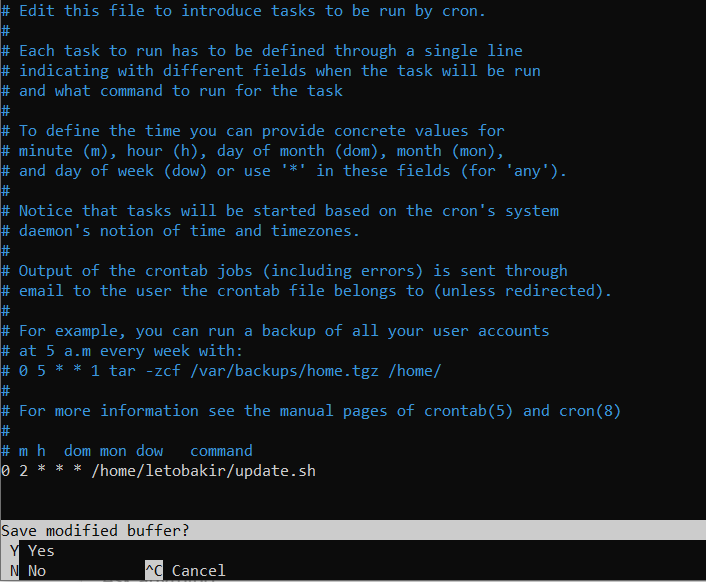 # Edit this file to introduce tasks to be run by cron.
#
# Each task to run has to be defined through a single line
# indicating with different fields when the task will be run
# and what command to run for the task
#
# To define the time you can provide concrete values for
# minute (m), hour (h), day of month (dom), month (mon),
# and day of week (dow) or use '*' in these fields (for 'any').
#
# Notice that tasks will be started based on the cron's system
# daemon's notion of time and timezones.
#
# Output of the crontab jobs (including errors) is sent through
# email to the user the crontab file belongs to (unless redirected).
#
# For example, you can run a backup of all your user accounts
# at 5 a.m every week with:
# 0 5 * * 1 tar -zcf /var/backups/home.tgz /home/
#
# For more information see the manual pages of crontab(5) and cron(8)
#
# m h  dom mon dow   command
0 2 * * * /home/letobakir/update.sh
Save modified buffer?
Y Yes
N No ^C Cancel